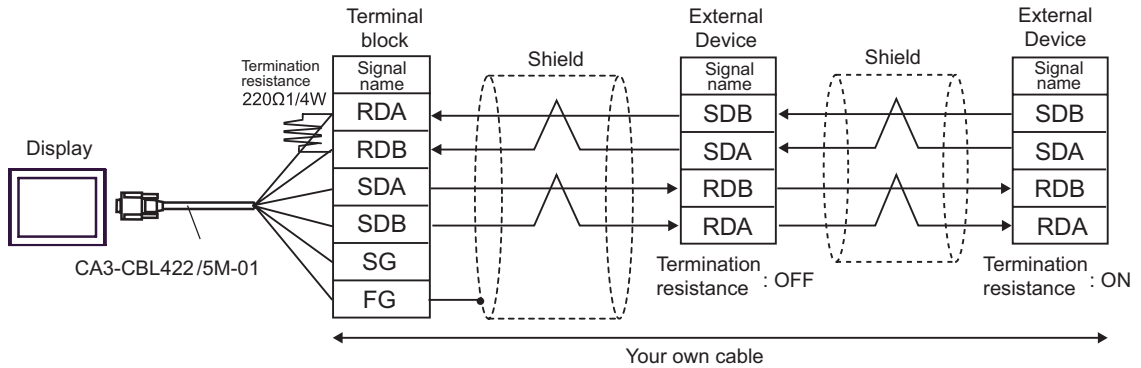 Terminal
block
External
Device
External
Device
Shield
Shield
Termination
resistance
220Ω1/4W
Signal
name
Signal
name
Signal
name
RDA
SDB
SDB
RDB
SDA
SDA
Display
SDA
RDB
RDB
SDB
RDA
RDA
SG
CA3-CBL422/5M-01
Termination
resistance : OFF
Termination
resistance : ON
FG
Your own cable